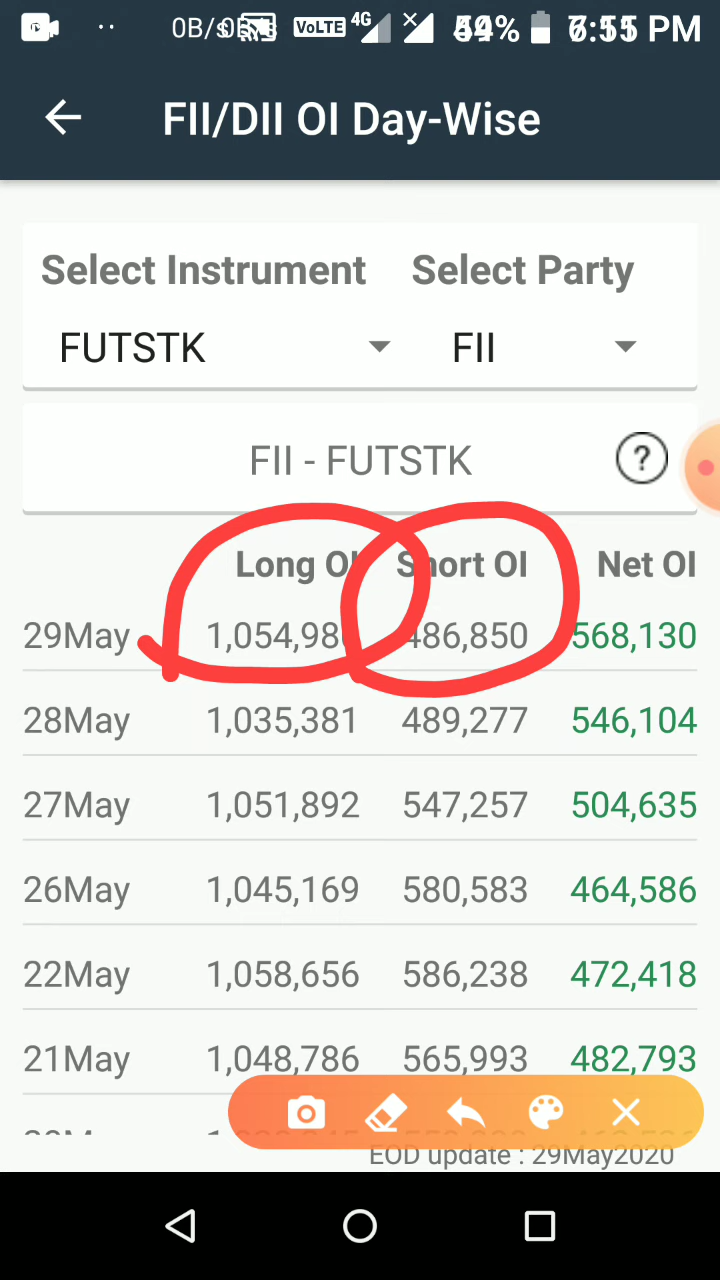 VoLTE 4G PM
FII/DII OI Day-Wise
Select Instrument Select Party
FUTSTK FII
FII - FUTSTK ?
Long OI Short OI Net OI
29May 486,850 568,130
28May 1,035,381 489,277 546,104
27May 1,051,892 547,257 504,635
26May 1,045,169 580,583 464,586
22May 1,058,656 586,238 472,418
21May 1,048,786 565,993 482,793
EOD update : 29May2020